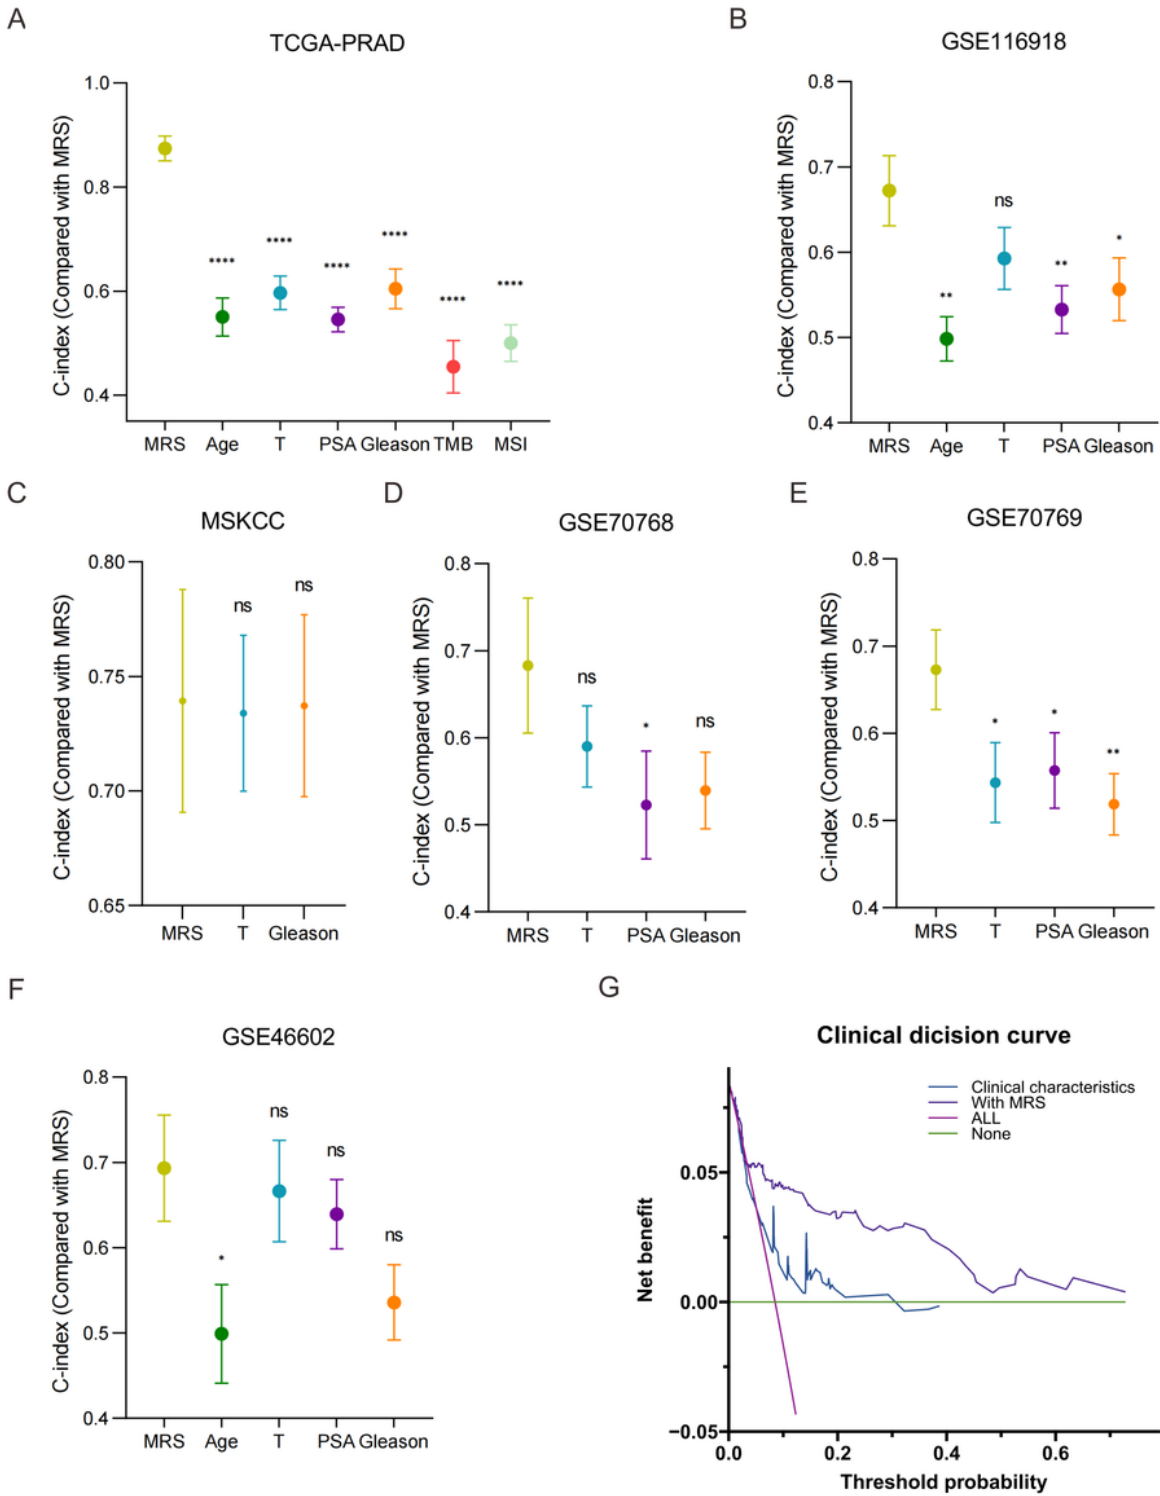 A
TCGA-PRAD
C-index (Compared with MRS)
1.0
0.8
0.6
0.4
****
****
****
****
****
****
MRS Age T PSA Gleason TMB MSI
B
GSE116918
C-index (Compared with MRS)
0.8
0.7
0.6
0.5
0.4
**
ns
**
*
MRS Age T PSA Gleason
C
MSKCC
C-index (Compared with MRS)
0.80
0.75
0.70
0.65
ns
ns
MRS T Gleason
D
GSE70768
C-index (Compared with MRS)
0.8
0.7
0.6
0.5
0.4
ns
*
ns
MRS T PSA Gleason
E
GSE70769
C-index (Compared with MRS)
0.8
0.7
0.6
0.5
0.4
*
*
**
MRS T PSA Gleason
F
GSE46602
C-index (Compared with MRS)
0.8
0.7
0.6
0.5
0.4
*
ns
ns
ns
MRS Age T PSA Gleason
G
Clinical dicision curve
Clinical characteristics
With MRS
ALL
None
Net benefit
0.05
0.00
−0.05
0.0 0.2 0.4 0.6
Threshold probability